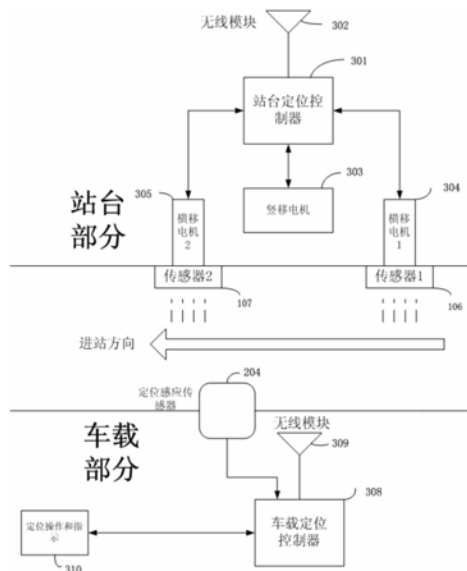 无线模块
302
301
站台定位控
制器
305
303
304
站台
部分
横移
电机
2
竖移电机
横移
电机
1
传感器2
传感器1
107
106
进站方向
204
定位感应传
感器
车载
部分
无线模块
309
308
定位操作和指
示
车载定位
控制器
310